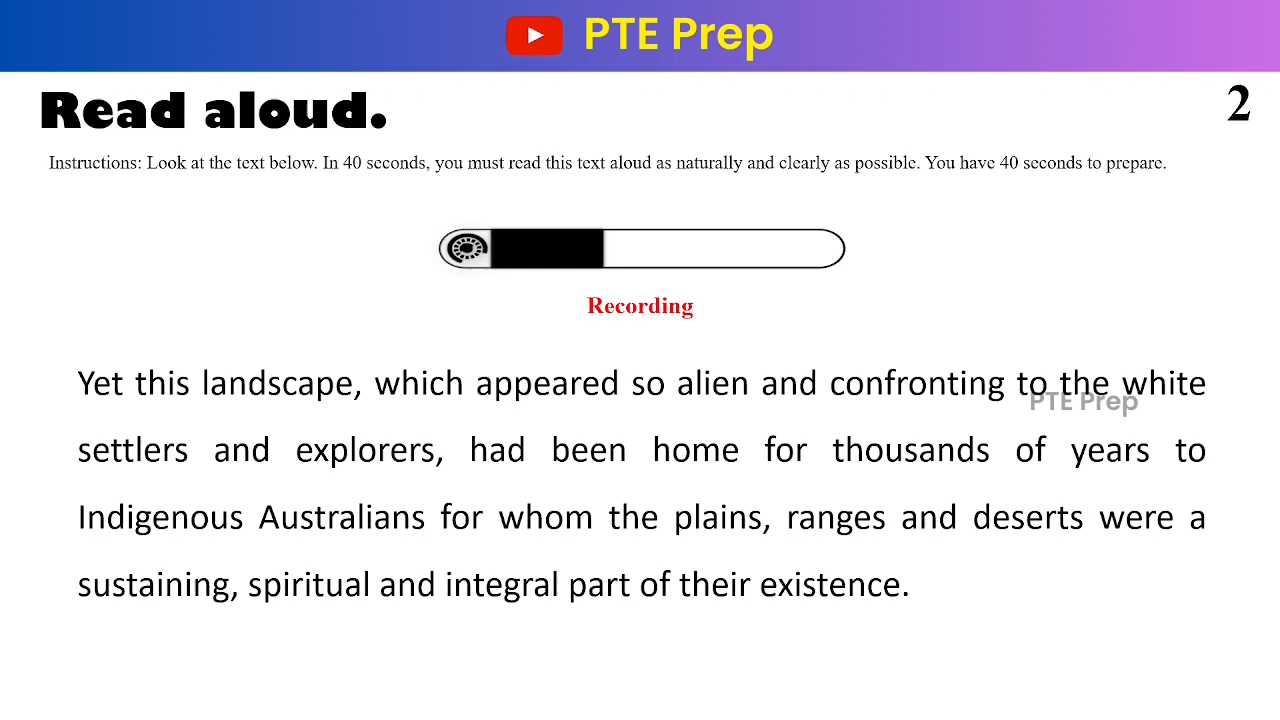 PTE Prep
Read aloud.
2
Instructions: Look at the text below. In 40 seconds, you must read this text aloud as naturally and clearly as possible. You have 40 seconds to prepare.
Recording
Yet this landscape, which appeared so alien and confronting to the white
PTE Prep
settlers and explorers, had been home for thousands of years to
Indigenous Australians for whom the plains, ranges and deserts were a
sustaining, spiritual and integral part of their existence.